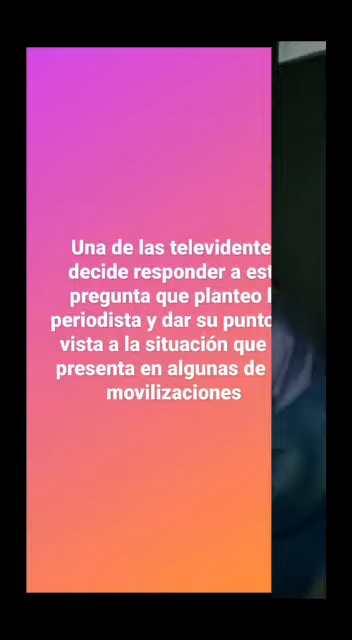 Una de las televidente
decide responder a est
pregunta que planteo l
periodista y dar su punto
vista a la situación que
presenta en algunas de
movilizaciones